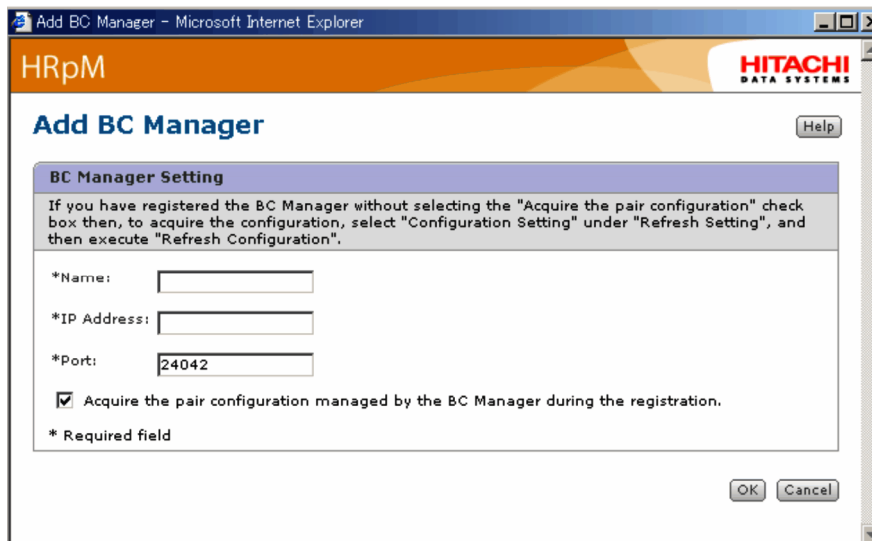 Add BC Manager - Microsoft Internet Explorer
HRpM
HITACHI
DATA SYSTEMS
Add BC Manager
Help
BC Manager Setting
If you have registered the BC Manager without selecting the "Acquire the pair configuration" check
box then, to acquire the configuration, select "Configuration Setting" under "Refresh Setting", and
then execute "Refresh Configuration".
*Name:
*IP Address:
*Port: 24042
Acquire the pair configuration managed by the BC Manager during the registration.
* Required field
OK Cancel